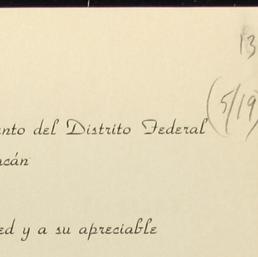 13
(5/19)
nto del Distrito Federal
acán
ed y a su apreciable